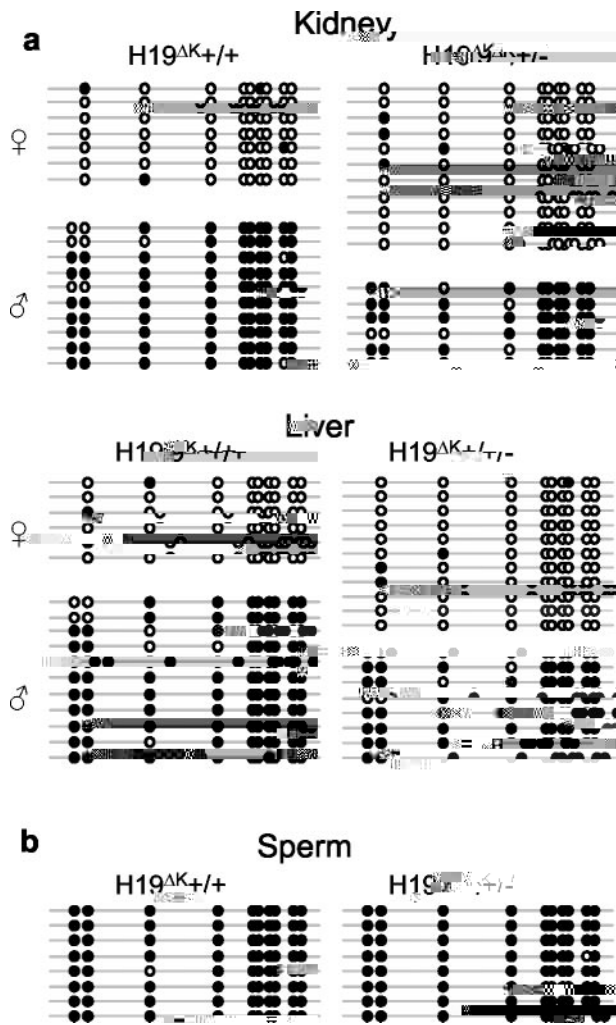 a
Kidney
H19ΔK+/+
♀
♂
Liver
H19ΔK+/-
♀
♂
b
Sperm
H19ΔK+/+